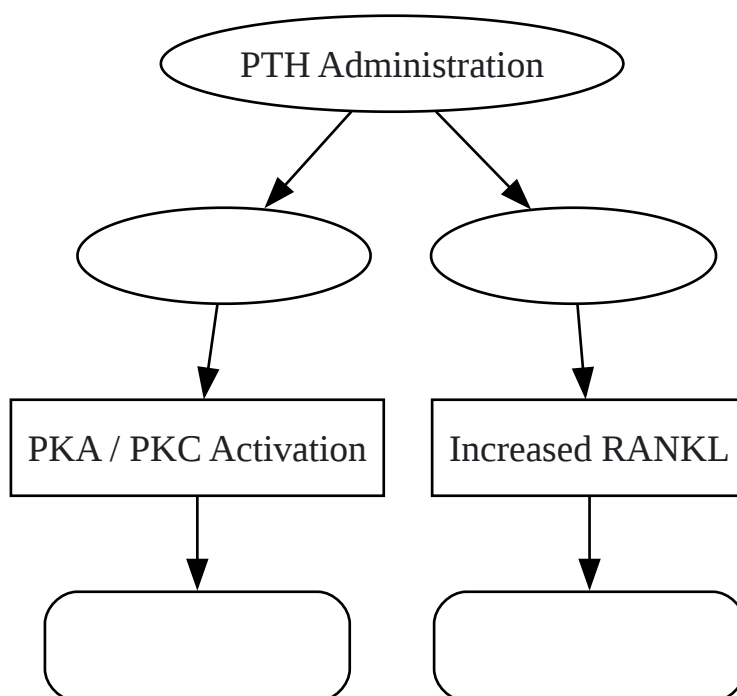 PTH Administration
PKA / PKC Activation
Increased RANKL